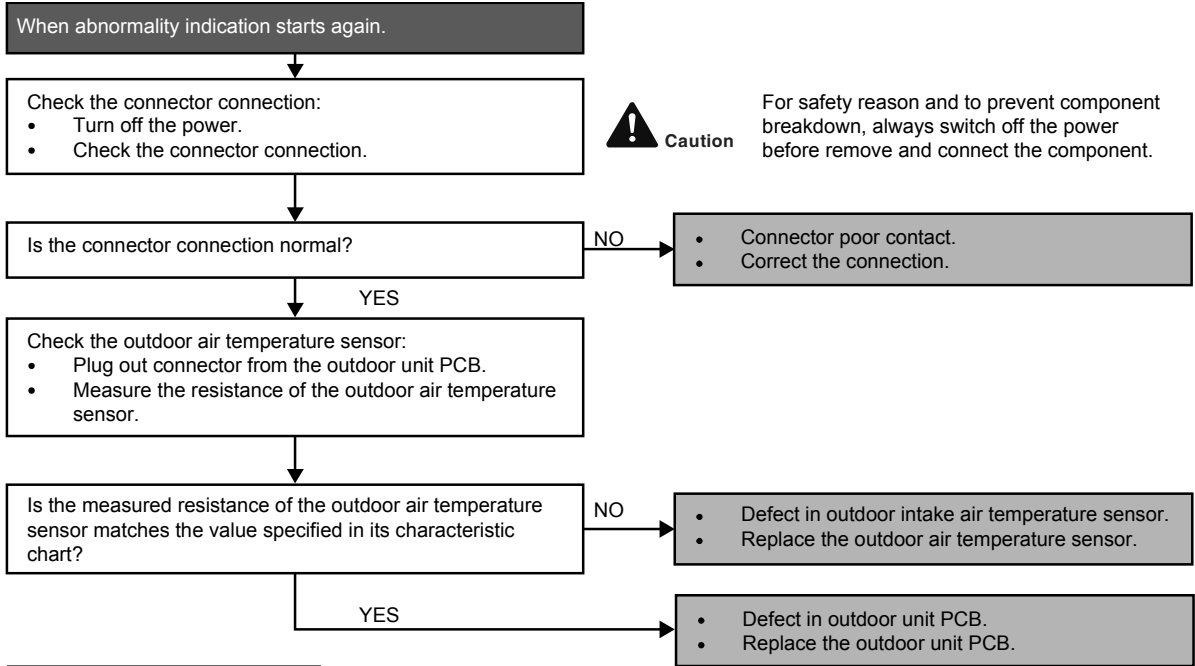 When abnormality indication starts again.
Check the connector connection:
• Turn off the power.
• Check the connector connection.
Caution
For safety reason and to prevent component
breakdown, always switch off the power
before remove and connect the component.
Is the connector connection normal?
NO
• Connector poor contact.
• Correct the connection.
YES
Check the outdoor air temperature sensor:
• Plug out connector from the outdoor unit PCB.
• Measure the resistance of the outdoor air temperature
sensor.
Is the measured resistance of the outdoor air temperature
sensor matches the value specified in its characteristic
chart?
NO
• Defect in outdoor intake air temperature sensor.
• Replace the outdoor air temperature sensor.
YES
• Defect in outdoor unit PCB.
• Replace the outdoor unit PCB.